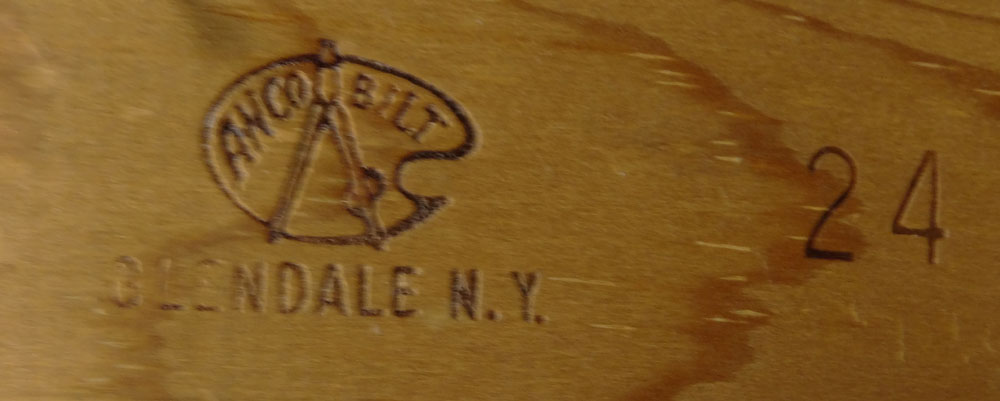 ANCO BILT
GLENDALE N.Y.
24